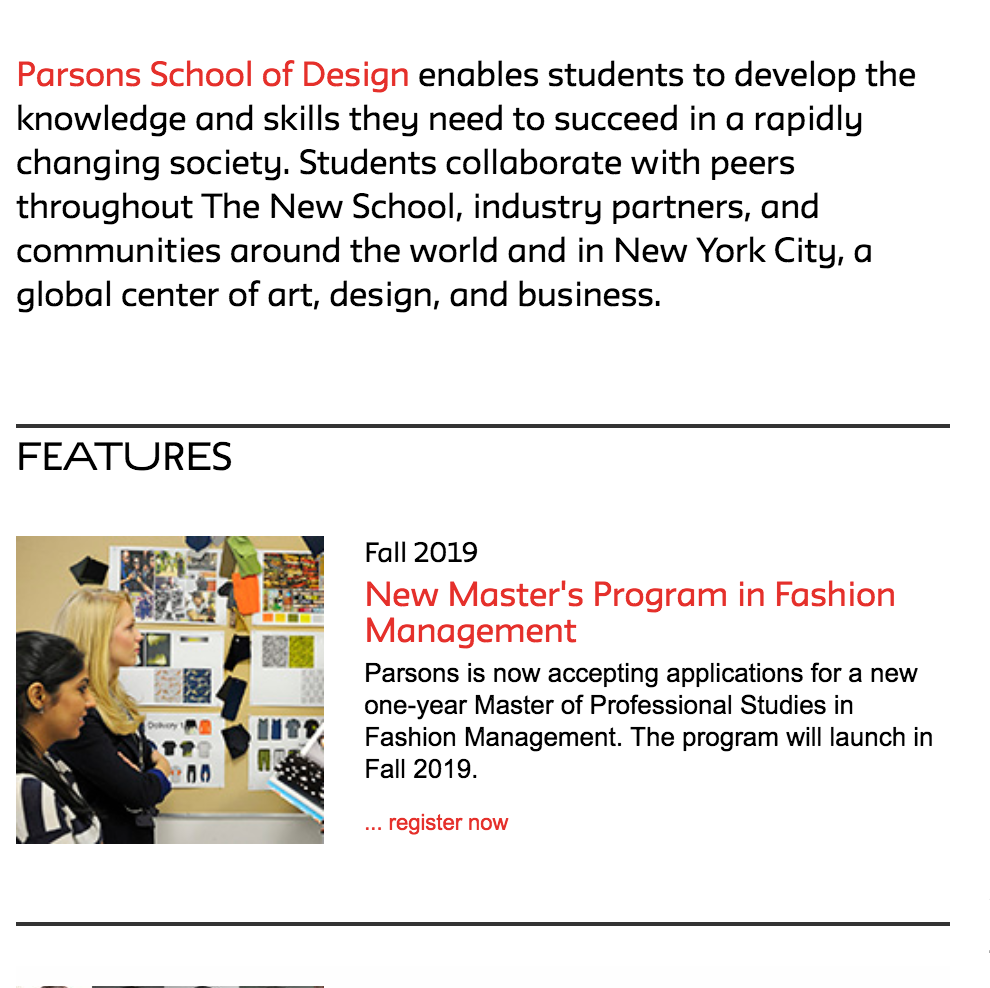 Parsons School of Design enables students to develop the
knowledge and skills they need to succeed in a rapidly
changing society. Students collaborate with peers
throughout The New School, industry partners, and
communities around the world and in New York City, a
global center of art, design, and business.
FEATURES
Fall 2019
New Master's Program in Fashion
Management
Parsons is now accepting applications for a new
one-year Master of Professional Studies in
Fashion Management. The program will launch in
Fall 2019.
... register now
Delivery 1